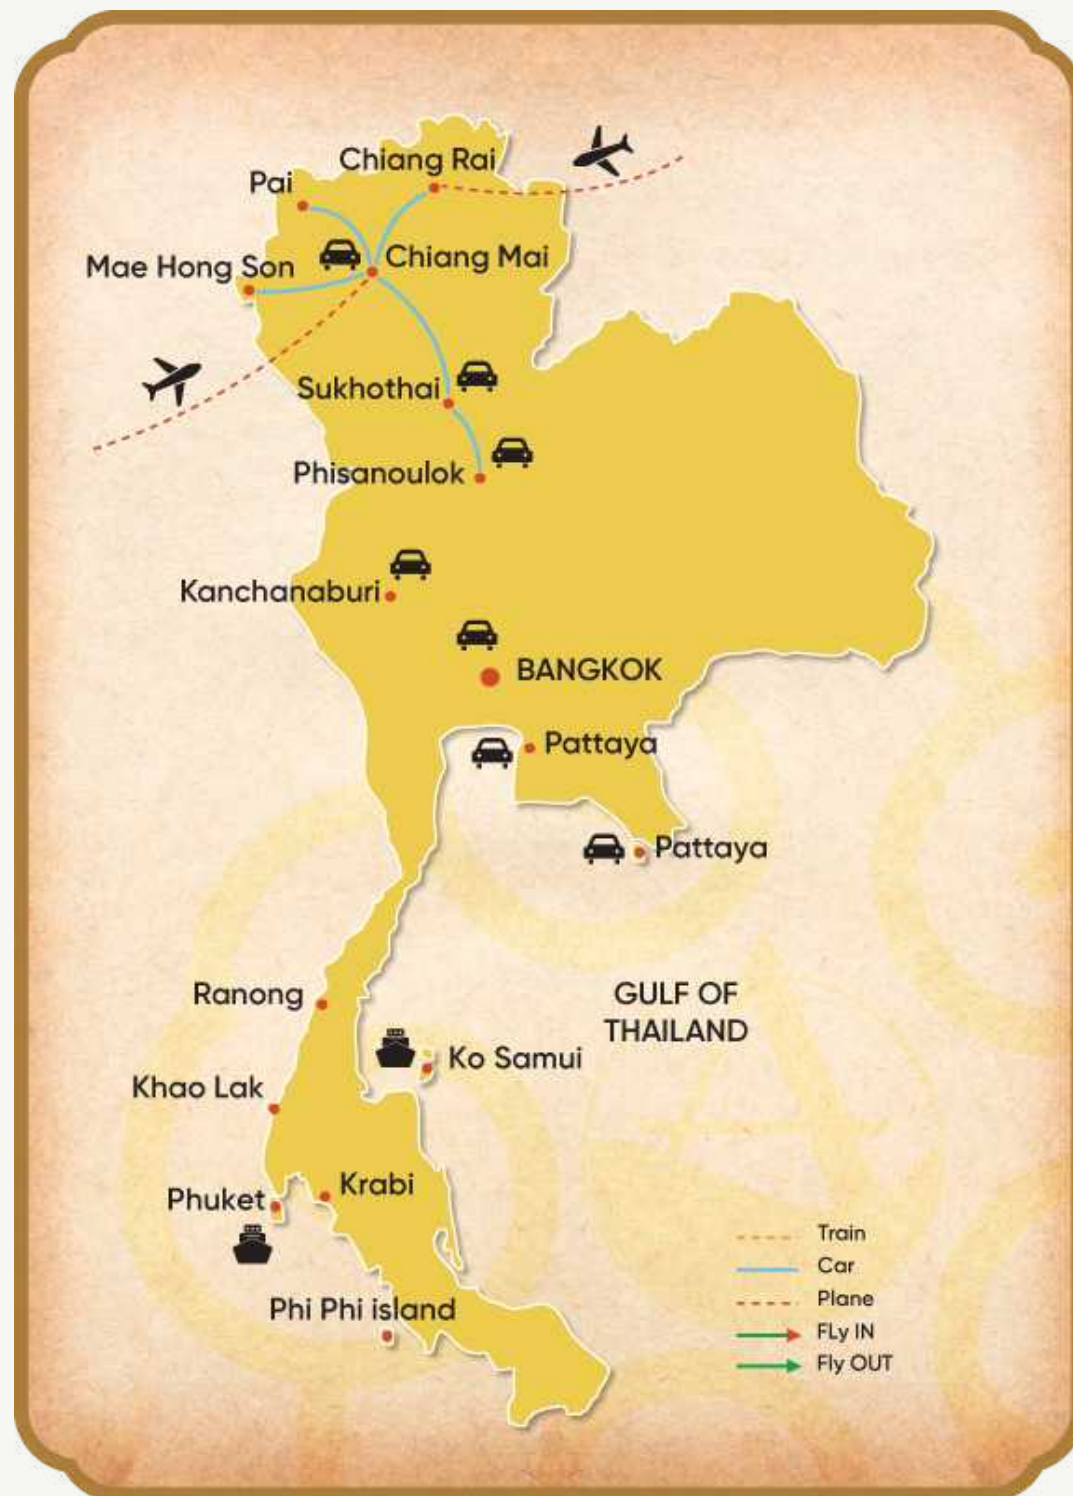 Chiang Rai
Pai
Chiang Mai
Mae Hong Son
Sukhothai
Phisanoulok
Kanchanaburi
BANGKOK
Pattaya
Pattaya
Ranong
GULF OF
THAILAND
Ko Samui
Khao Lak
Krabi
Phuket
Phi Phi island
Train
Car
Plane
FLy IN
Fly OUT